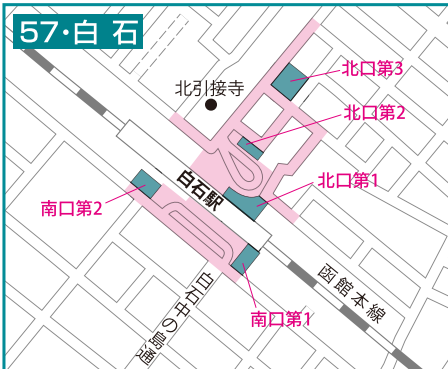 57·白石
北口第3
北引接寺
北口第2
北口第1
白石駅
南口第2
函館本線
白石中の島通
南口第1